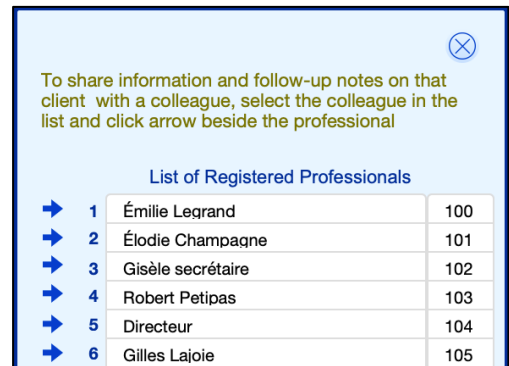 To share information and follow-up notes on that
client with a colleague, select the colleague in the
list and click arrow beside the professional
List of Registered Professionals
1 Émilie Legrand 100
2 Élodie Champagne 101
3 Gisèle secrétaire 102
4 Robert Petipas 103
5 Directeur 104
6 Gilles Lajoie 105